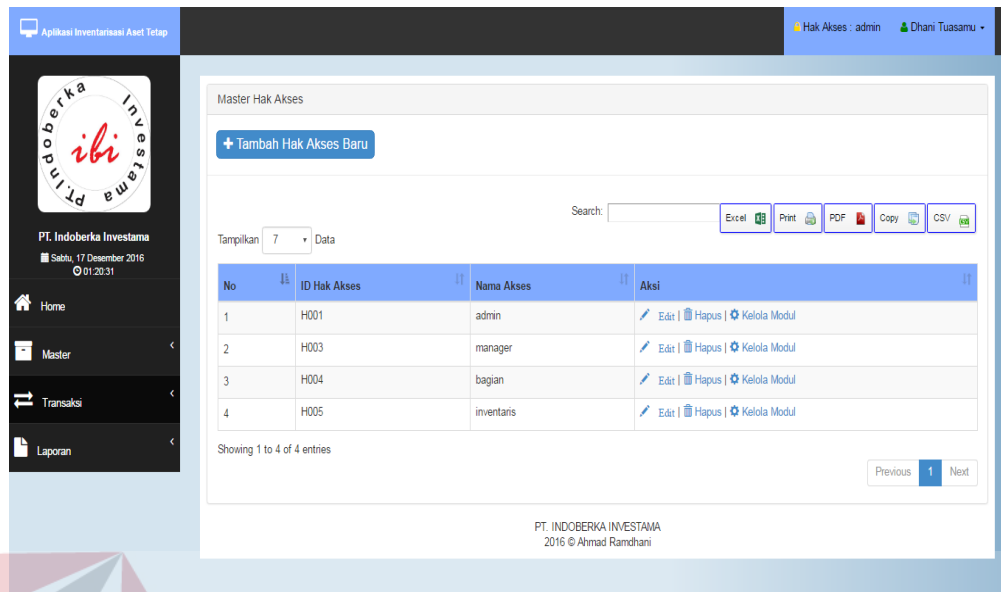 Aplikasi Inventarisasi Aset Tetap
Hak Akses : admin
Dhani Tuasamu
PT. Indoberka Investama
ibi
PT. Indoberka Investama
Sabtu, 17 Desember 2016
01:20:31
Home
Master
Transaksi
Laporan
Master Hak Akses
+ Tambah Hak Akses Baru
Search:
Excel Print PDF Copy CSV
Tampilkan 7 Data
No ID Hak Akses Nama Akses Aksi
1 H001 admin Edit | Hapus | Kelola Modul
2 H003 manager Edit | Hapus | Kelola Modul
3 H004 bagian Edit | Hapus | Kelola Modul
4 H005 inventaris Edit | Hapus | Kelola Modul
Showing 1 to 4 of 4 entries
Previous 1 Next
PT. INDOBERKA INVESTAMA
2016 © Ahmad Ramdhani